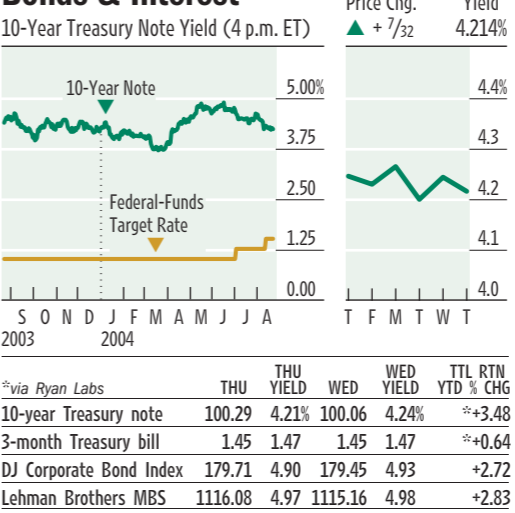 Bonds & Interest
10-Year Treasury Note Yield (4 p.m. ET)
Price Chg. Yield
▲ + 7/32 4.214%
10-Year Note
5.00%
3.75
2.50
1.25
0.00
Federal-Funds
Target Rate
S O N D J F M A M J J A
2003 2004
4.4%
4.3
4.2
4.1
4.0
T F M T W T
*via Ryan Labs THU THU YIELD WED WED YIELD TTL RTN YTD % CHG
10-year Treasury note 100.29 4.21% 100.06 4.24% *+3.48
3-month Treasury bill 1.45 1.47 1.45 1.47 *+0.64
DJ Corporate Bond Index 179.71 4.90 179.45 4.93 +2.72
Lehman Brothers MBS 1116.08 4.97 1115.16 4.98 +2.83